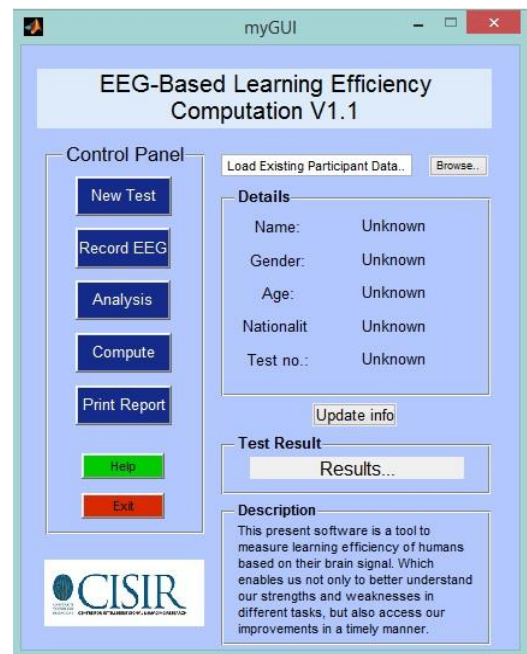 myGUI
EEG-Based Learning Efficiency
Computation V1.1
Control Panel
New Test
Record EEG
Analysis
Compute
Print Report
Help
Exit
Load Existing Participant Data..
Browse..
Details
Name: Unknown
Gender: Unknown
Age: Unknown
Nationalit Unknown
Test no.: Unknown
Update info
Test Result
Results...
Description
This present software is a tool to
measure learning efficiency of humans
based on their brain signal. Which
enables us not only to better understand
our strengths and weaknesses in
different tasks, but also access our
improvements in a timely manner.
CISIR